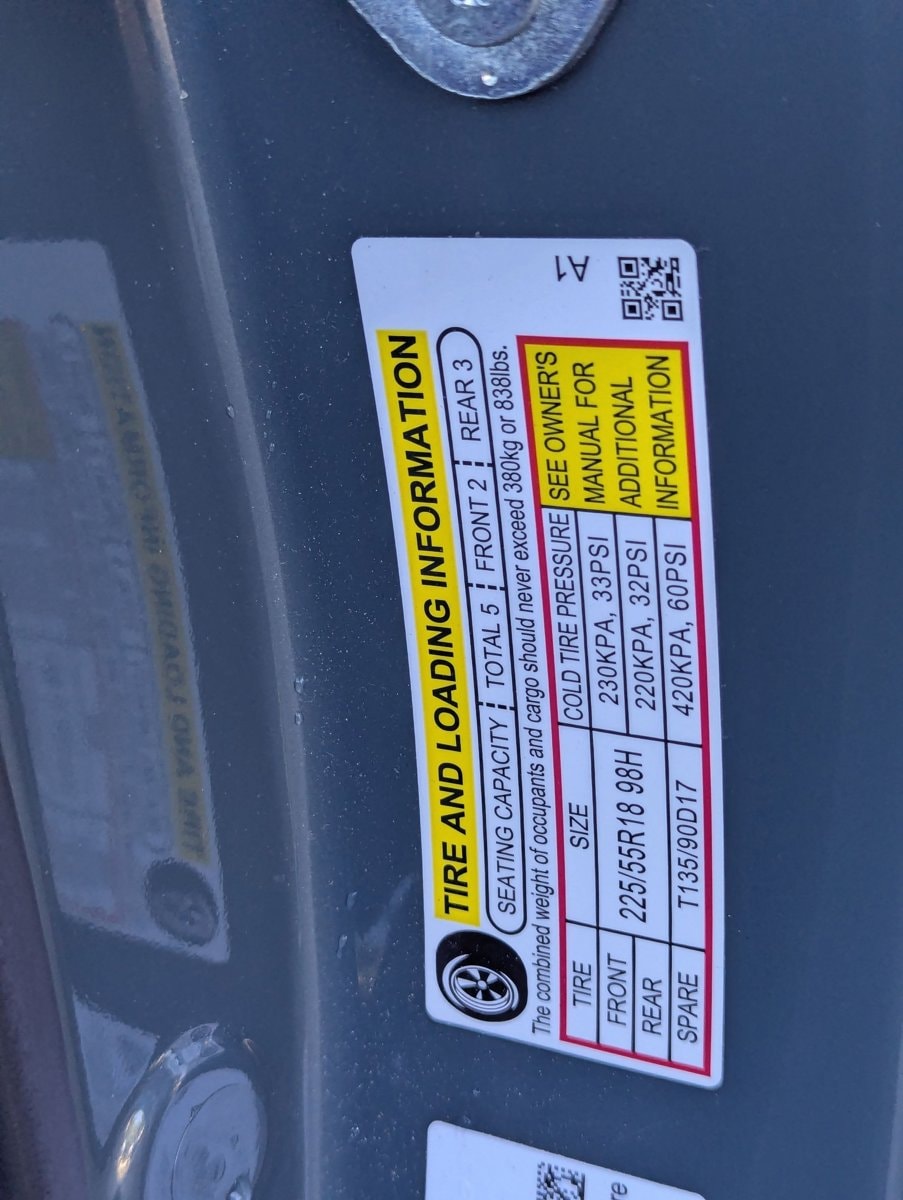 TIRE AND LOADING INFORMATION
SEATING CAPACITY TOTAL 5 FRONT 2 REAR 3
The combined weight of occupants and cargo should never exceed 380kg or 838lbs.
TIRE SIZE COLD TIRE PRESSURE
FRONT 225/55R18 98H 230KPA, 33PSI
REAR 220KPA, 32PSI
SPARE T135/90D17 420KPA, 60PSI
SEE OWNER'S
MANUAL FOR
ADDITIONAL
INFORMATION
A1
re